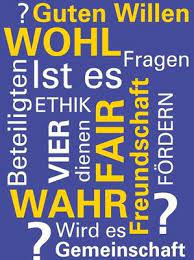 ? Guten Willen
WOHL
Ist es
Fragen
Beteiligten
ETHIK
VIER
dienen
FAIR
Freundschaft
FÖRDERN
WAHR
?
Wird es
?
Gemeinschaft